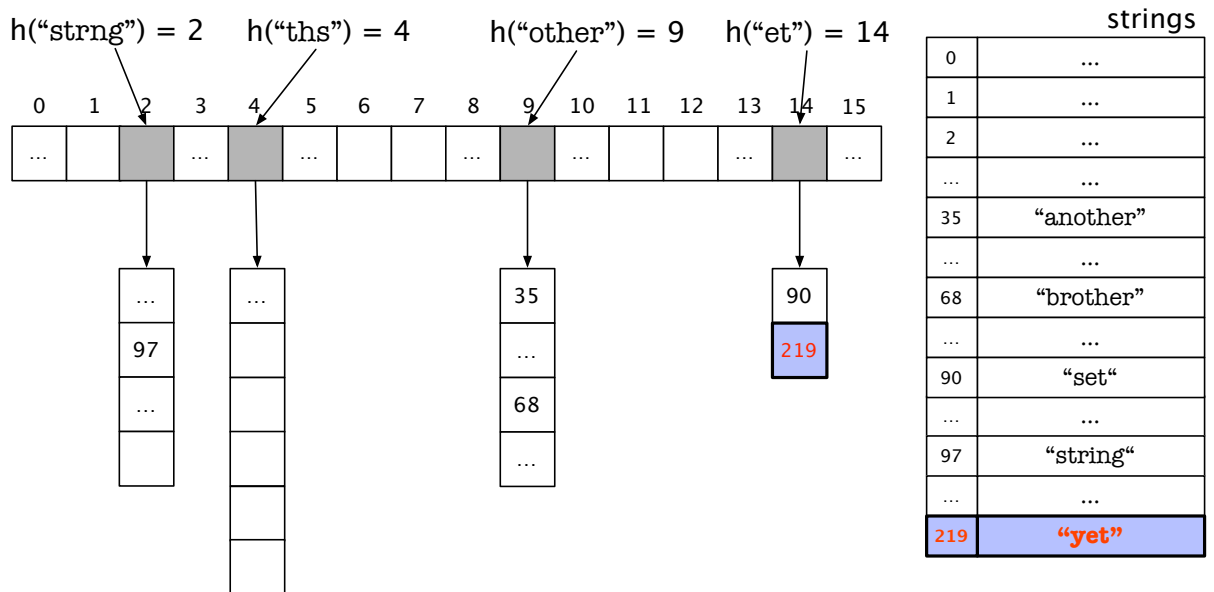 h(“strng”) = 2 h(“ths”) = 4 h(“other”) = 9 h(“et”) = 14
0 1 2 3 4 5 6 7 8 9 10 11 12 13 14 15
... ... ... ... ... ... ...
... ... 35 90
97 ... 219
... 68
...
strings
0 ...
1 ...
2 ...
... ...
35 “another”
... ...
68 “brother”
... ...
90 “set“
... ...
97 “string“
... ...
219 “yet”